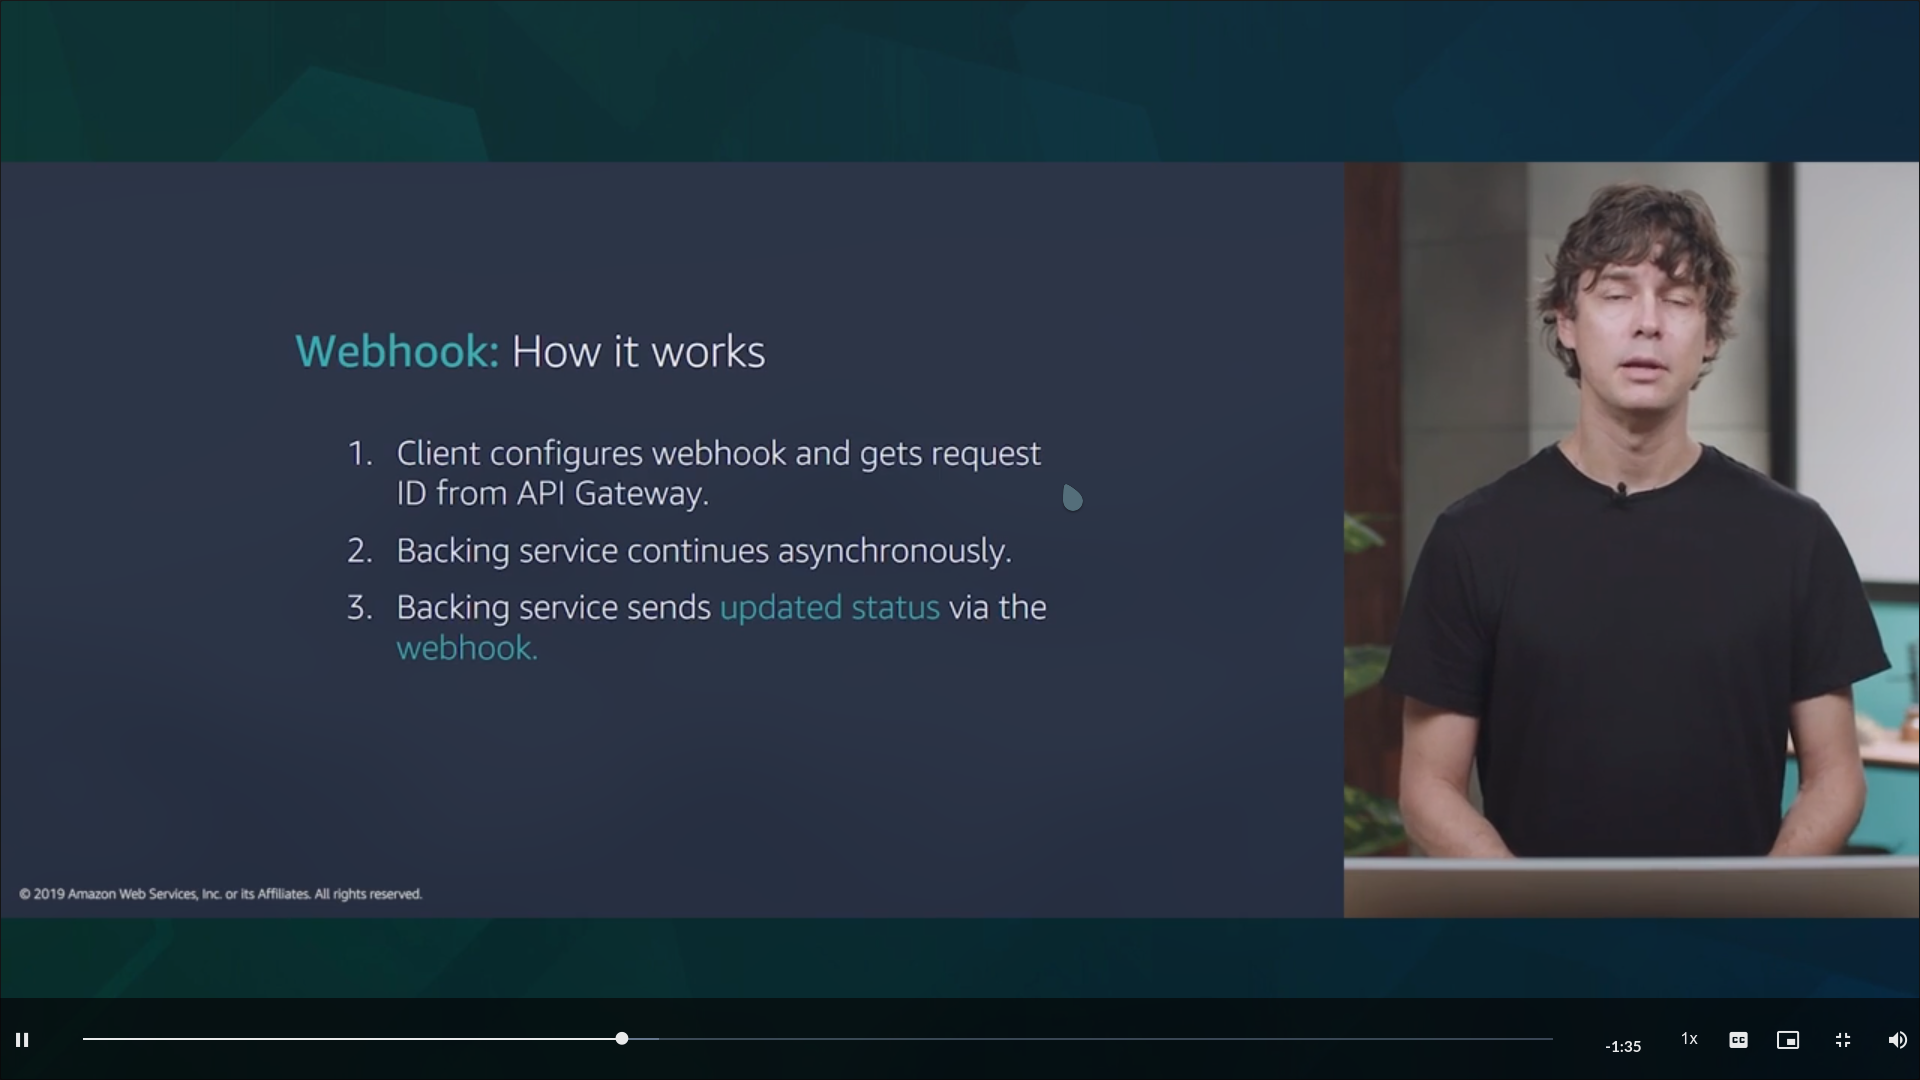 Webhook: How it works
1. Client configures webhook and gets request
ID from API Gateway.
2. Backing service continues asynchronously.
3. Backing service sends updated status via the
webhook.
© 2019 Amazon Web Services, Inc. or its Affiliates. All rights reserved.
-1:35
1x
CC